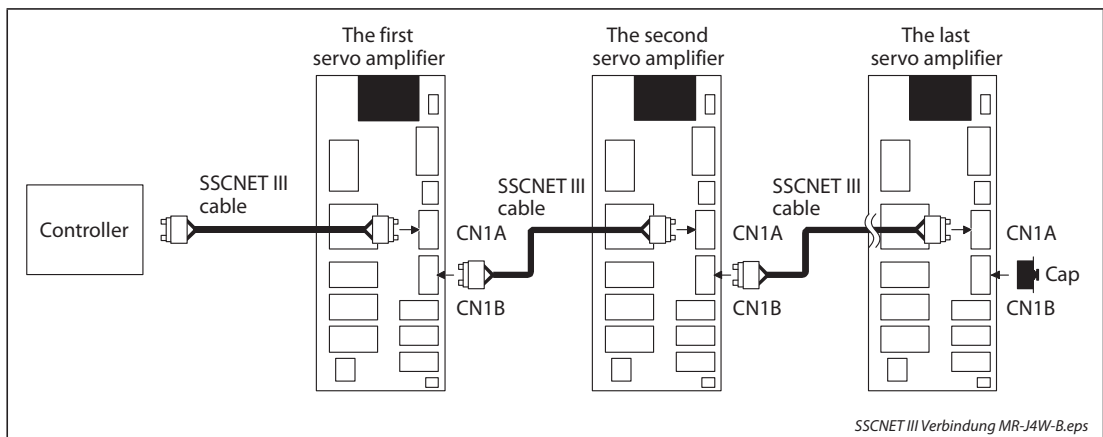 The first
servo amplifier
The second
servo amplifier
The last
servo amplifier
Controller
SSCNET III
cable
CN1A
CN1B
SSCNET III
cable
CN1A
CN1B
SSCNET III
cable
CN1A
CN1B
Cap
SSCNET III Verbindung MR-J4W-B.eps